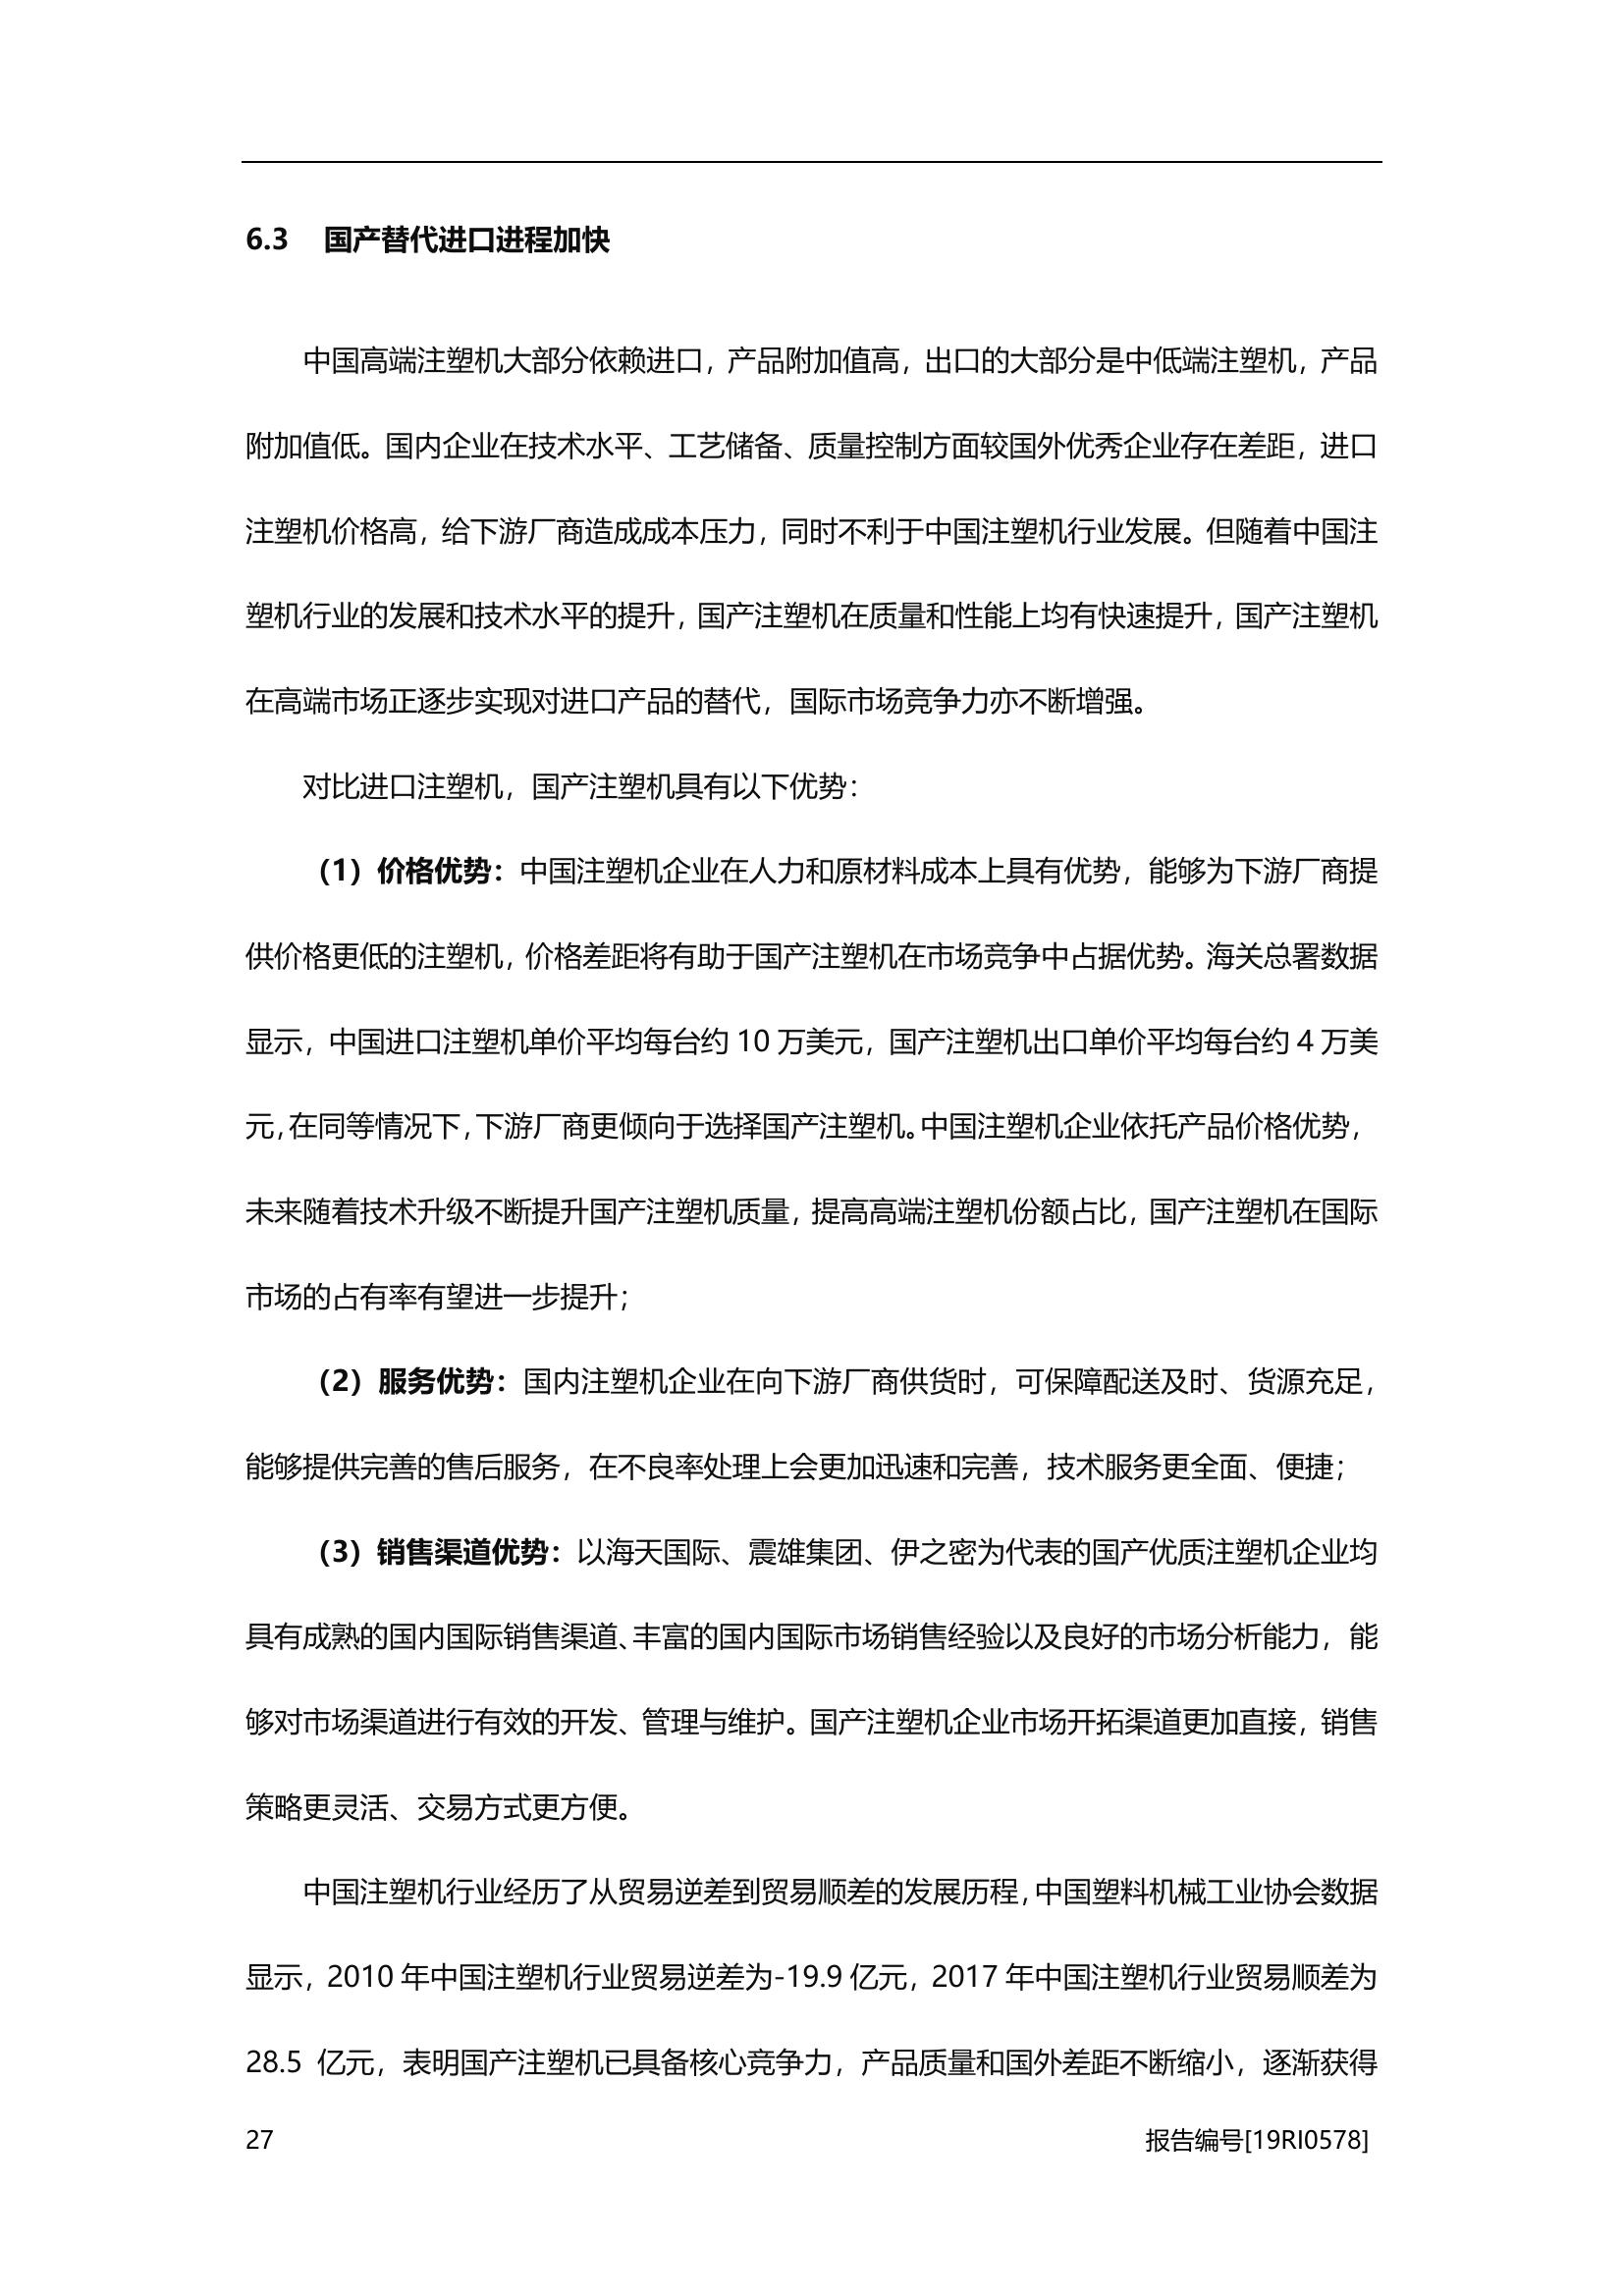 6.3 国产替代进口进程加快
中国高端注塑机大部分依赖进口，产品附加值高，出口的大部分是中低端注塑机，产品
附加值低。国内企业在技术水平、工艺储备、质量控制方面较国外优秀企业存在差距，进口
注塑机价格高，给下游厂商造成成本压力，同时不利于中国注塑机行业发展。但随着中国注
塑机行业的发展和技术水平的提升，国产注塑机在质量和性能上均有快速提升，国产注塑机
在高端市场正逐步实现对进口产品的替代，国际市场竞争力亦不断增强。
对比进口注塑机，国产注塑机具有以下优势：
（1）价格优势：中国注塑机企业在人力和原材料成本上具有优势，能够为下游厂商提
供价格更低的注塑机，价格差距将有助于国产注塑机在市场竞争中占据优势。海关总署数据
显示，中国进口注塑机单价平均每台约 10 万美元，国产注塑机出口单价平均每台约 4 万美
元，在同等情况下，下游厂商更倾向于选择国产注塑机。中国注塑机企业依托产品价格优势，
未来随着技术升级不断提升国产注塑机质量，提高高端注塑机份额占比，国产注塑机在国际
市场的占有率有望进一步提升；
（2）服务优势：国内注塑机企业在向下游厂商供货时，可保障配送及时、货源充足，
能够提供完善的售后服务，在不良率处理上会更加迅速和完善，技术服务更全面、便捷；
（3）销售渠道优势：以海天国际、震雄集团、伊之密为代表的国产优质注塑机企业均
具有成熟的国内国际销售渠道、丰富的国内国际市场销售经验以及良好的市场分析能力，能
够对市场渠道进行有效的开发、管理与维护。国产注塑机企业市场开拓渠道更加直接，销售
策略更灵活、交易方式更方便。
中国注塑机行业经历了从贸易逆差到贸易顺差的发展历程，中国塑料机械工业协会数据
显示，2010 年中国注塑机行业贸易逆差为-19.9 亿元，2017 年中国注塑机行业贸易顺差为
28.5 亿元，表明国产注塑机已具备核心竞争力，产品质量和国外差距不断缩小，逐渐获得
27 报告编号[19RI0578]